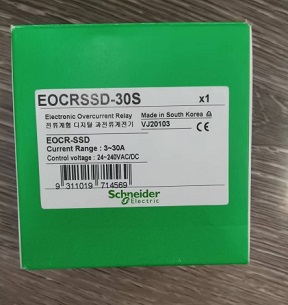 EOCRSSD-30S x1
Electronic Overcurrent Relay Made in South Korea
전류계형 디지털 과전류계전기 VJ20103 CE
EOCR-SSD
Current Range : 3~30A
Control voltage : 24~240VAC/DC
9 311019 714569
Schneider
Electric